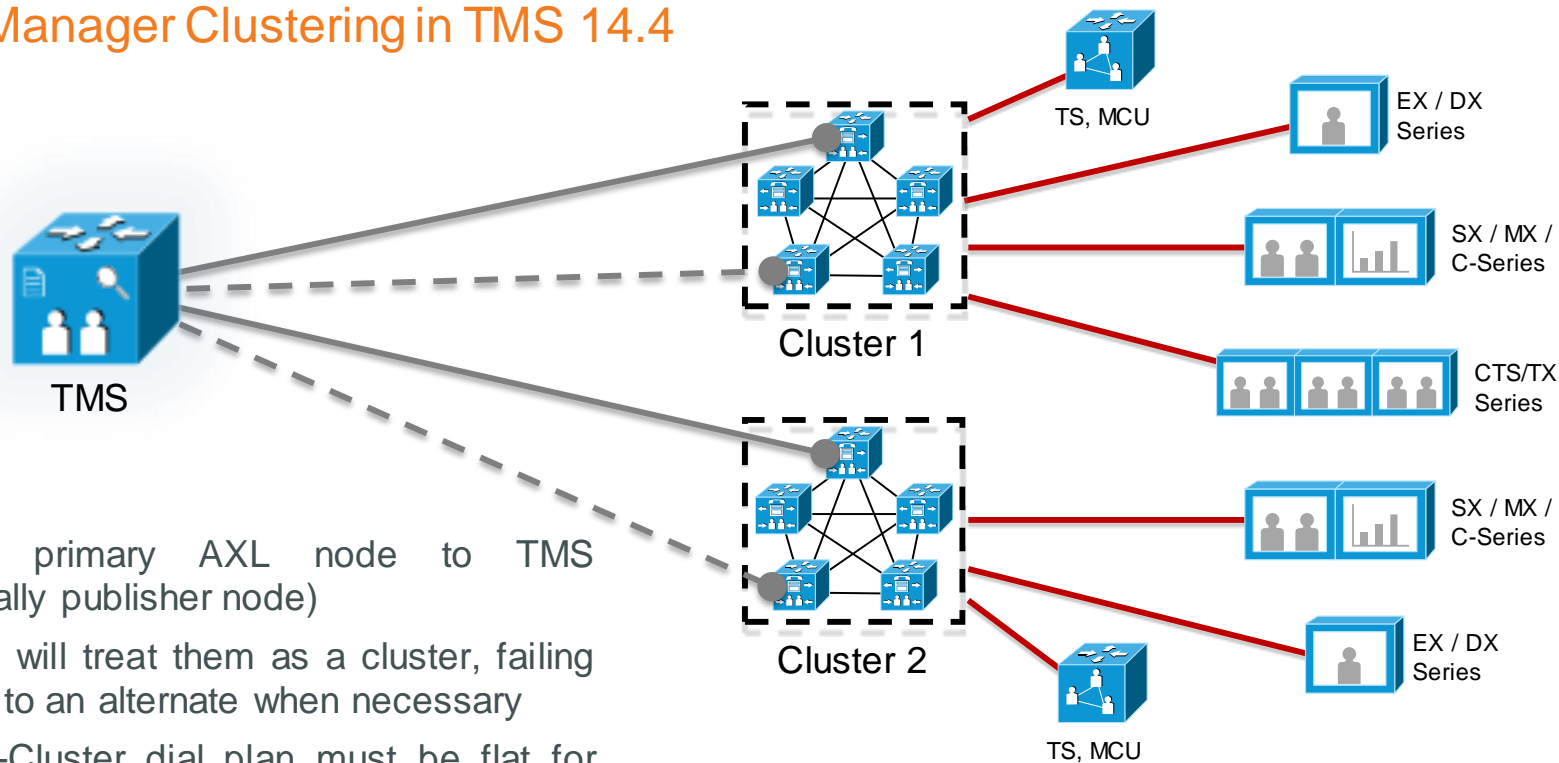 Manager Clustering in TMS 14.4
TS, MCU
EX / DX
Series
SX / MX /
C-Series
Cluster 1
CTS/TX
Series
TMS
SX / MX /
C-Series
primary AXL node to TMS
ally publisher node)
will treat them as a cluster, failing
to an alternate when necessary
-Cluster dial plan must be flat for
Cluster 2
EX / DX
Series
TS, MCU